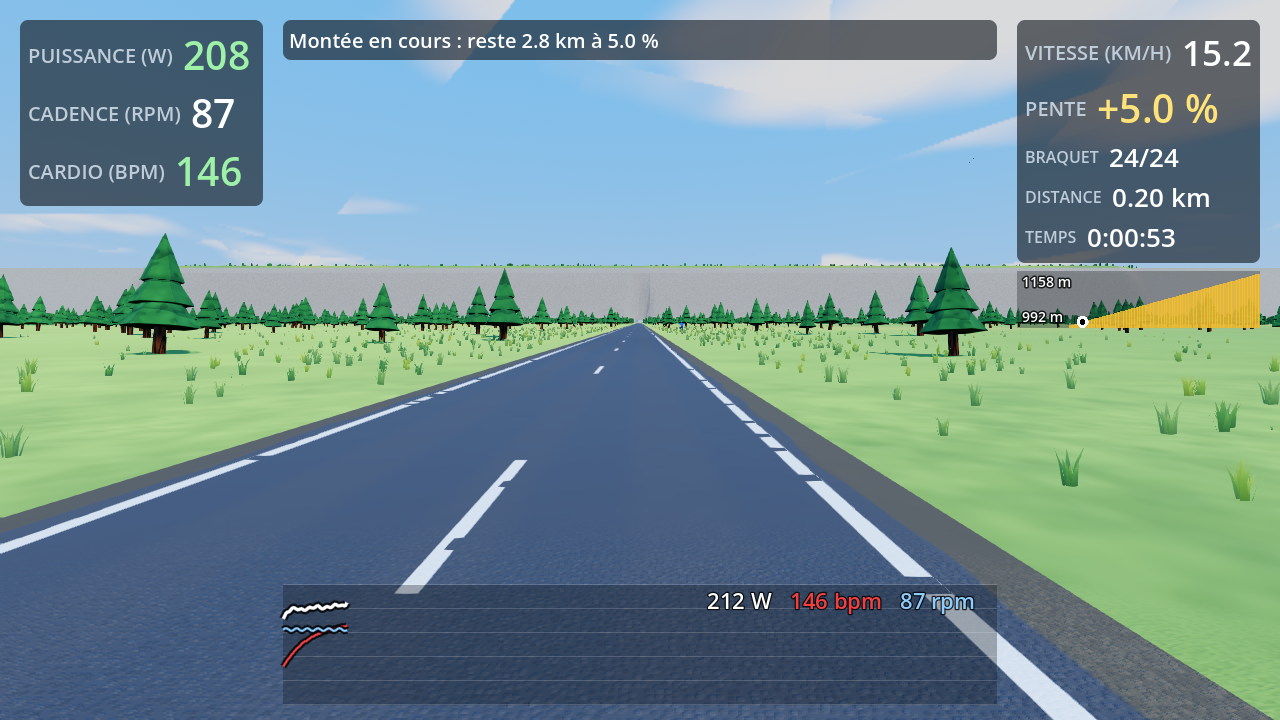 PUISSANCE (W) 208
CADENCE (RPM) 87
CARDIO (BPM) 146
Montée en cours : reste 2.8 km à 5.0 %
VITESSE (KM/H) 15.2
PENTE +5.0 %
BRAQUET 24/24
DISTANCE 0.20 km
TEMPS 0:00:53
1158 m
992 m
212 W 146 bpm 87 rpm